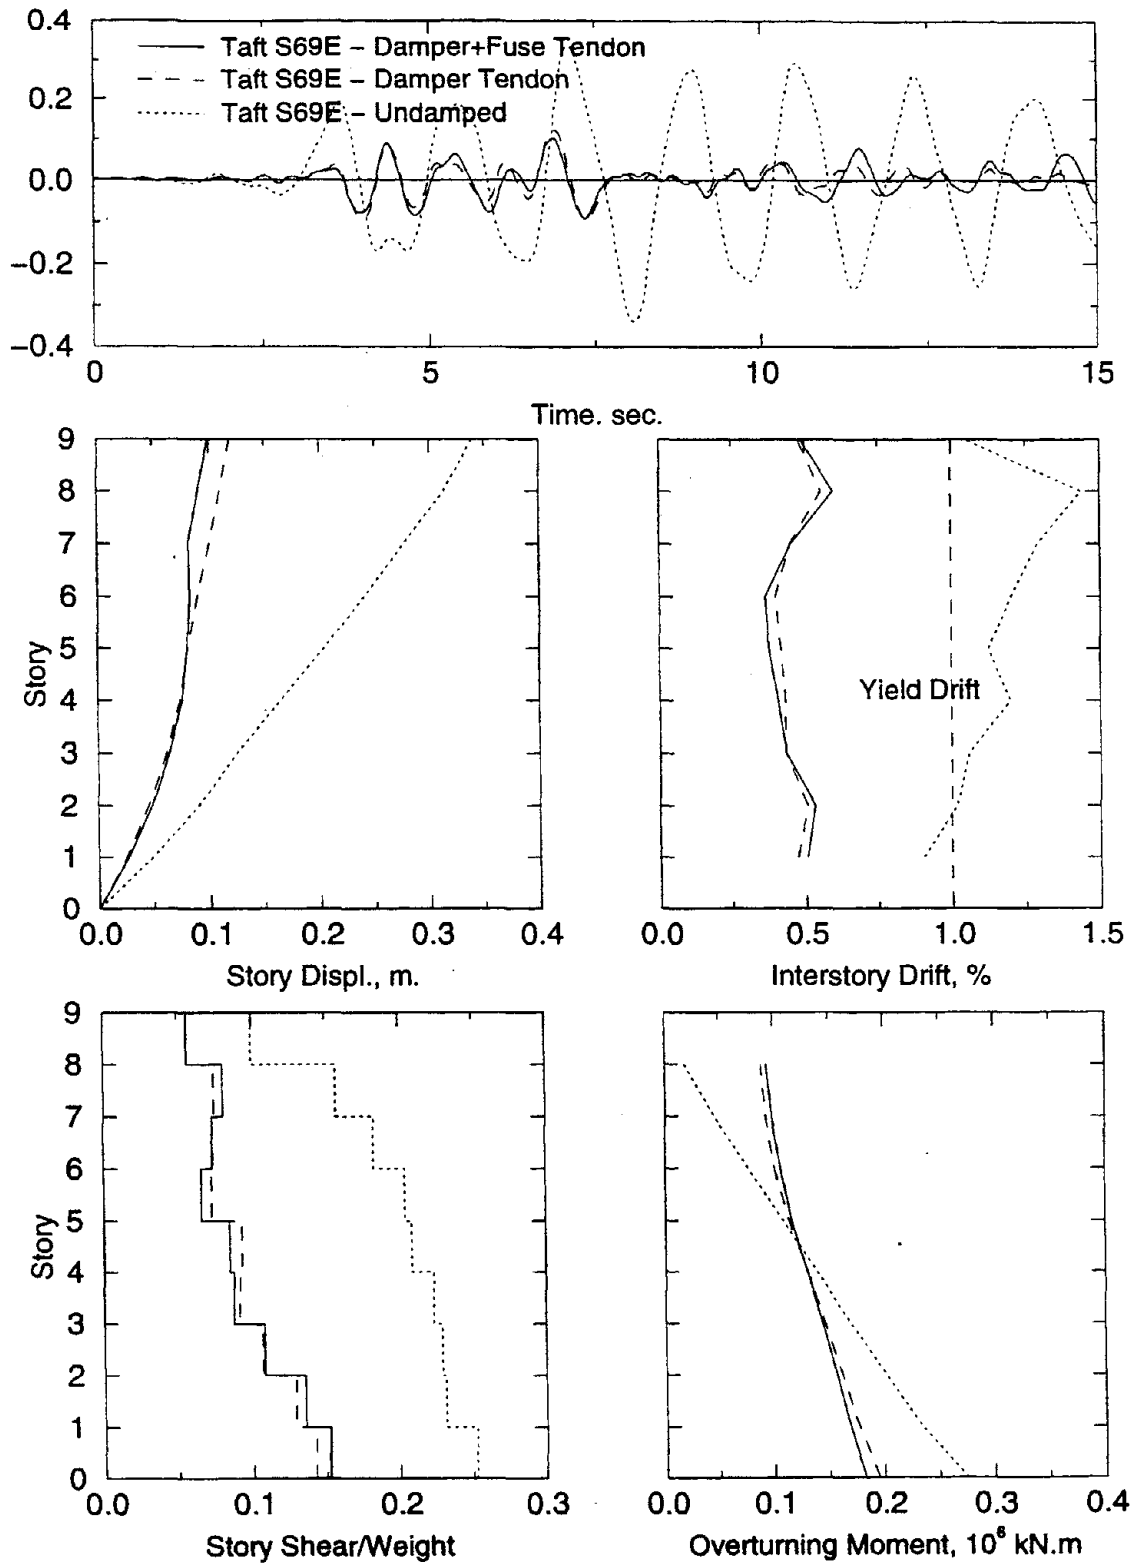 0.4
Taft S69E – Damper+Fuse Tendon
Taft S69E – Damper Tendon
0.2
Taft S69E – Undamped
0.0
−0.2
−0.4
0 5 10 15
Time. sec.
9
8
7
6
5
4
3
2
1
0
Story
0.0 0.1 0.2 0.3 0.4
Story Displ., m.
Yield Drift
0.0 0.5 1.0 1.5
Interstory Drift, %
9
8
7
6
5
4
3
2
1
0
Story
0.0 0.1 0.2 0.3
Story Shear/Weight
0.0 0.1 0.2 0.3 0.4
Overturning Moment, 10⁶ kN.m